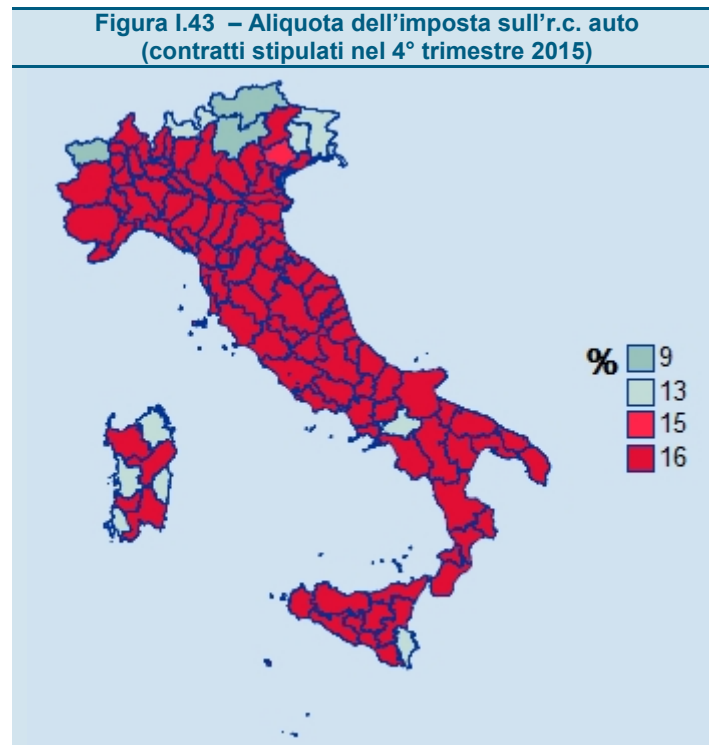 Figura I.43 – Aliquota dell'imposta sull'r.c. auto
(contratti stipulati nel 4° trimestre 2015)
% 9
13
15
16